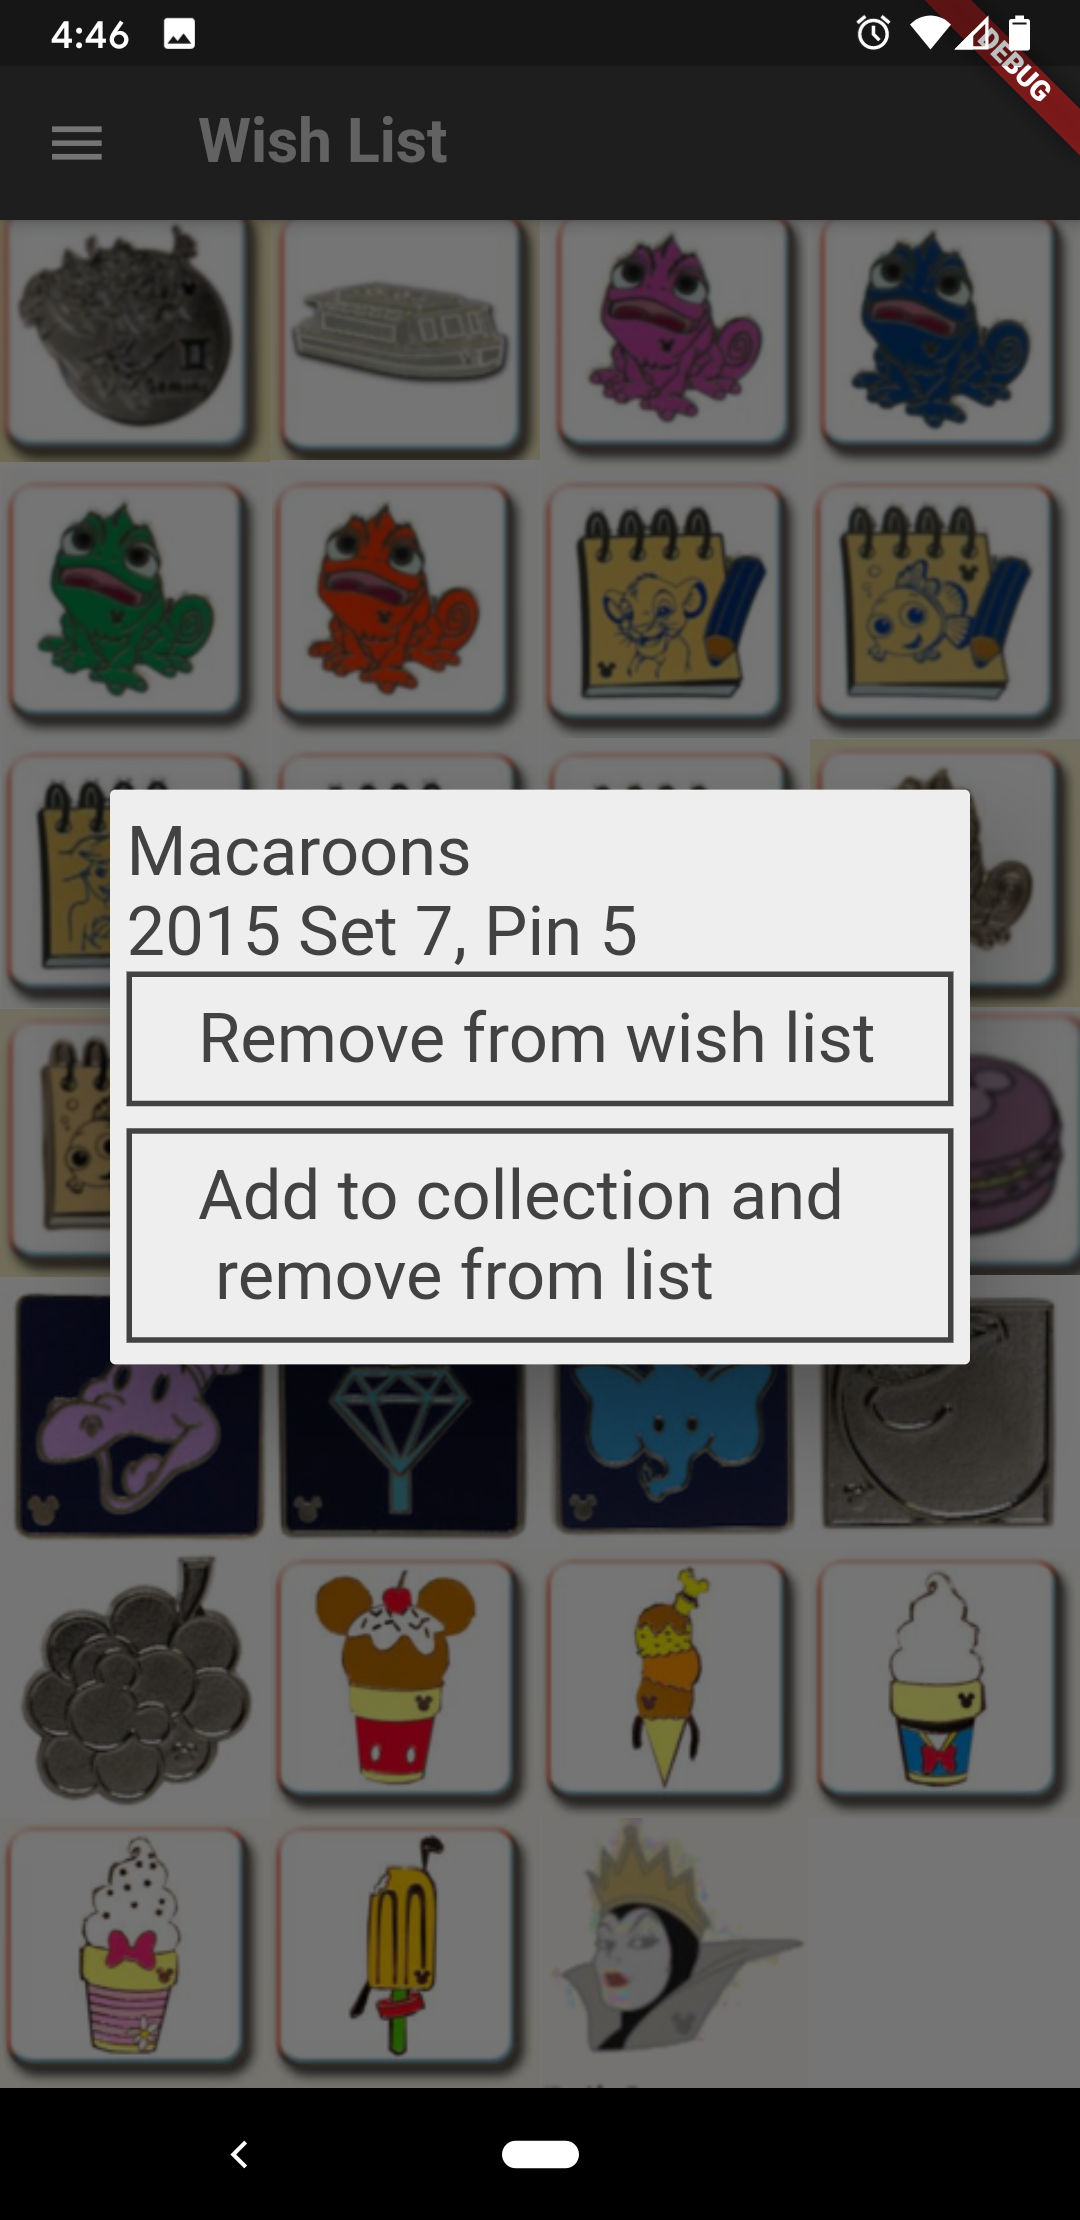 4:46
DEBUG
Wish List
Macaroons
2015 Set 7, Pin 5
Remove from wish list
Add to collection and
remove from list